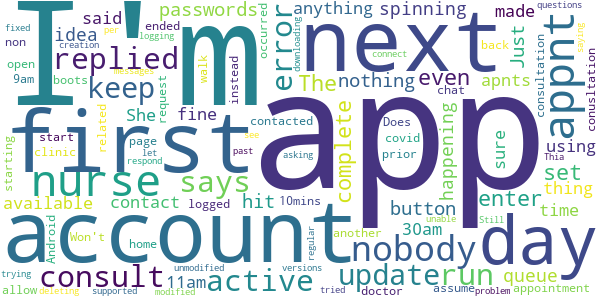 I'm
next
app
first
account
day
nurse
nobody
appnt
active
consult
update
run
replied
says
keep
error
complete
enter
even
nothing
happening
button
queue
set
time
using
hit
30am
11am
available
contact
fine
The
She
idea
said
passwords
anything
spinning
made
Just
sure
thing
apnts
assume
appointment
doctor
another
allow
Won't
home
Android
page
start
starting
clinic
related
request
boots
walk
instead
occurred
contacted
logged
10mins
chat
back
Does
covid
prior
open
9am
non
fixed
ended
creation
per
logging
messages
downloading
connect
questions
saying
consultation
conusltation
Thia
unable
Still
see
past
asking
let
respond
regular
versions
unmodified
modified
supported
deleting
trying
tried
problem